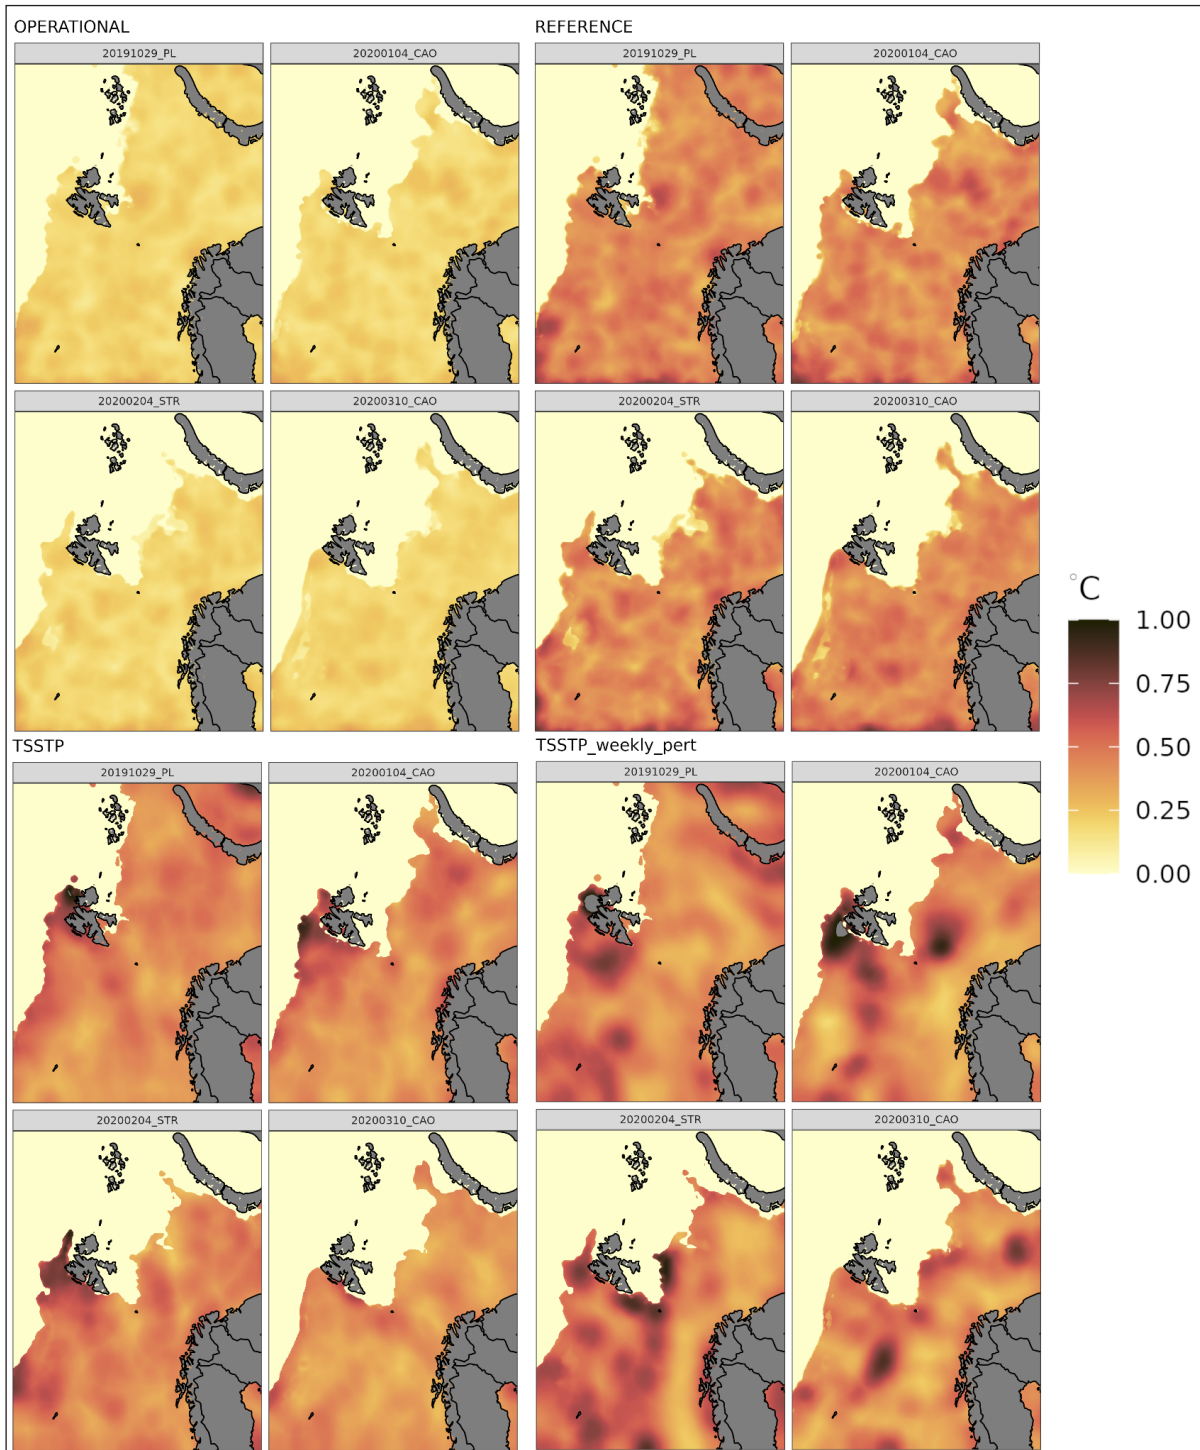 OPERATIONAL
REFERENCE
20191029_PL
20200104_CAO
20191029_PL
20200104_CAO
20200204_STR
20200310_CAO
20200204_STR
20200310_CAO
°C
1.00
0.75
0.50
0.25
0.00
TSSTP
TSSTP_weekly_pert
20191029_PL
20200104_CAO
20191029_PL
20200104_CAO
20200204_STR
20200310_CAO
20200204_STR
20200310_CAO